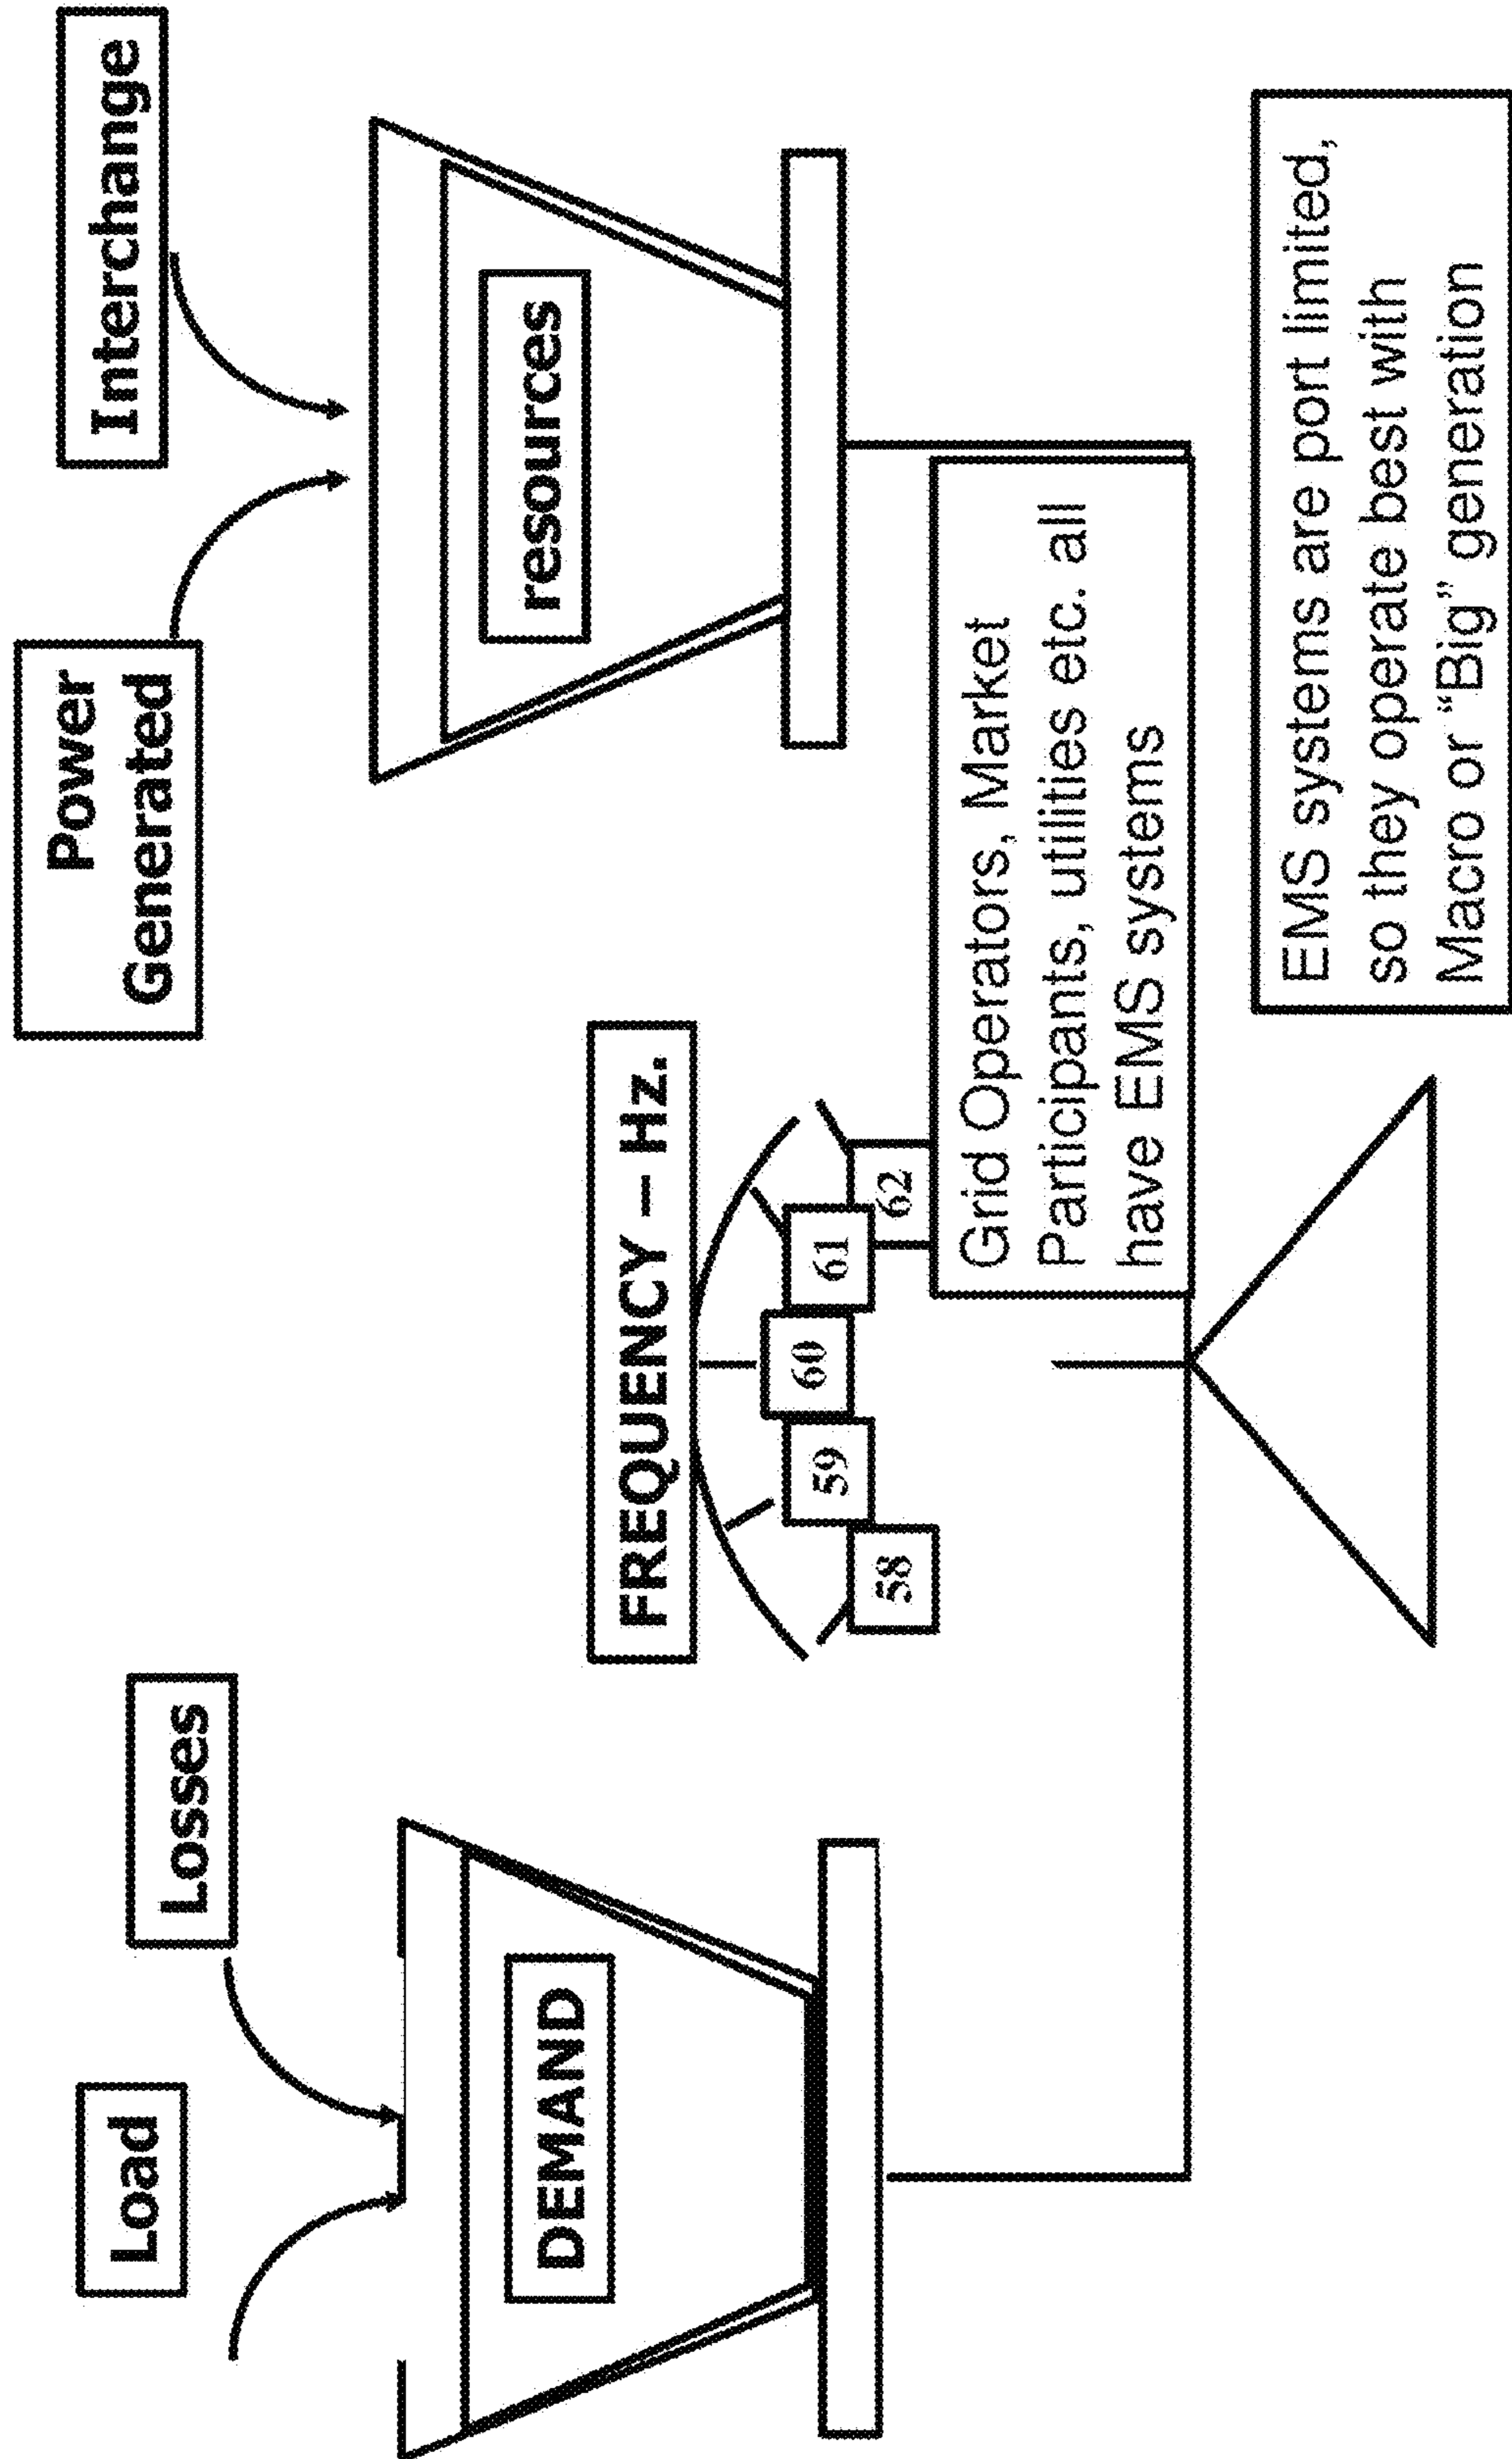 Load
Losses
DEMAND
FREQUENCY – Hz.
58
59
60
61
62
Power
Generated
Interchange
resources
Grid Operators, Market
Participants, utilities etc. all
have EMS systems
EMS systems are port limited,
so they operate best with
Macro or “Big” generation